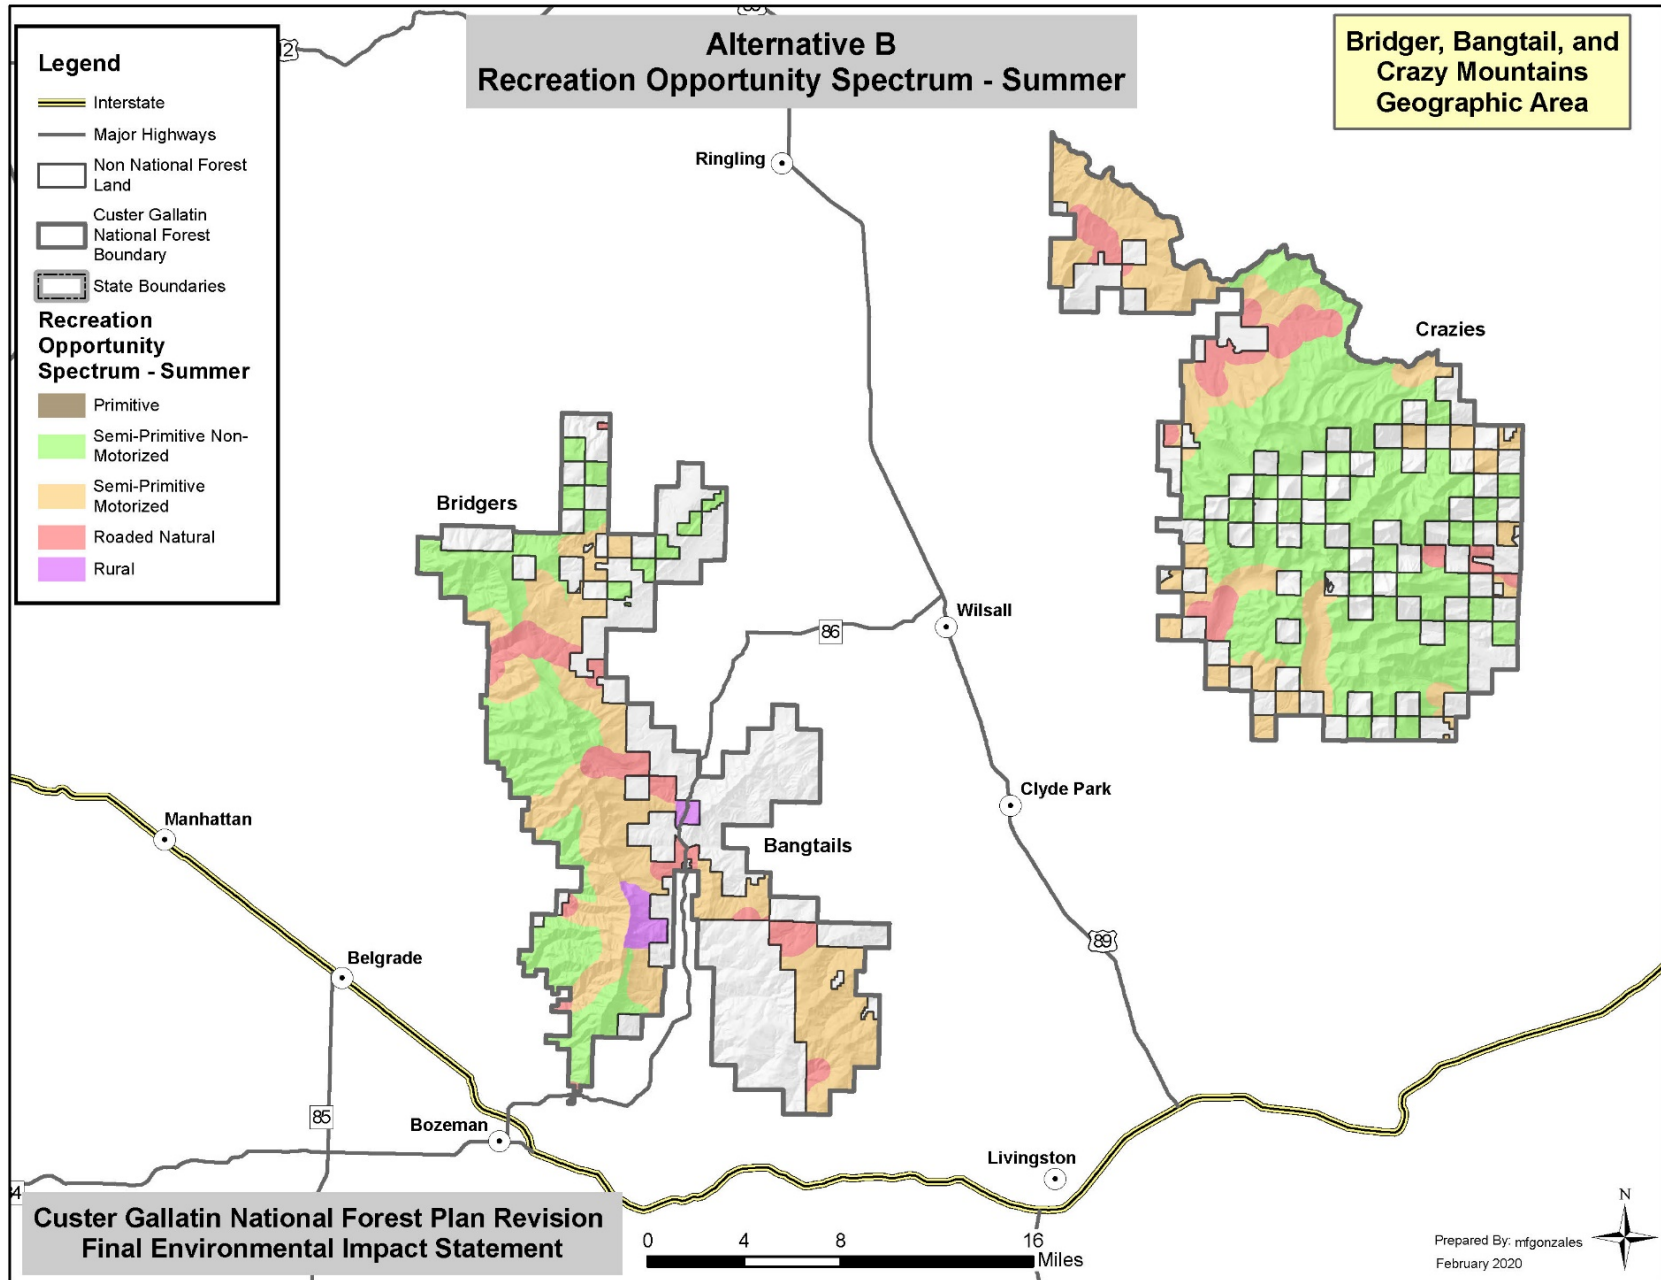 Alternative B
Recreation Opportunity Spectrum - Summer
Bridger, Bangtail, and
Crazy Mountains
Geographic Area
Legend
Interstate
Major Highways
Non National Forest
Land
Custer Gallatin
National Forest
Boundary
State Boundaries
Recreation
Opportunity
Spectrum - Summer
Primitive
Semi-Primitive Non-
Motorized
Semi-Primitive
Motorized
Roaded Natural
Rural
Ringling
Crazies
Bridgers
Wilsall
86
Clyde Park
Manhattan
Bangtails
89
Belgrade
85
Bozeman
Livingston
Custer Gallatin National Forest Plan Revision
Final Environmental Impact Statement
0 4 8 16
Miles
N
Prepared By: mfgonzales
February 2020